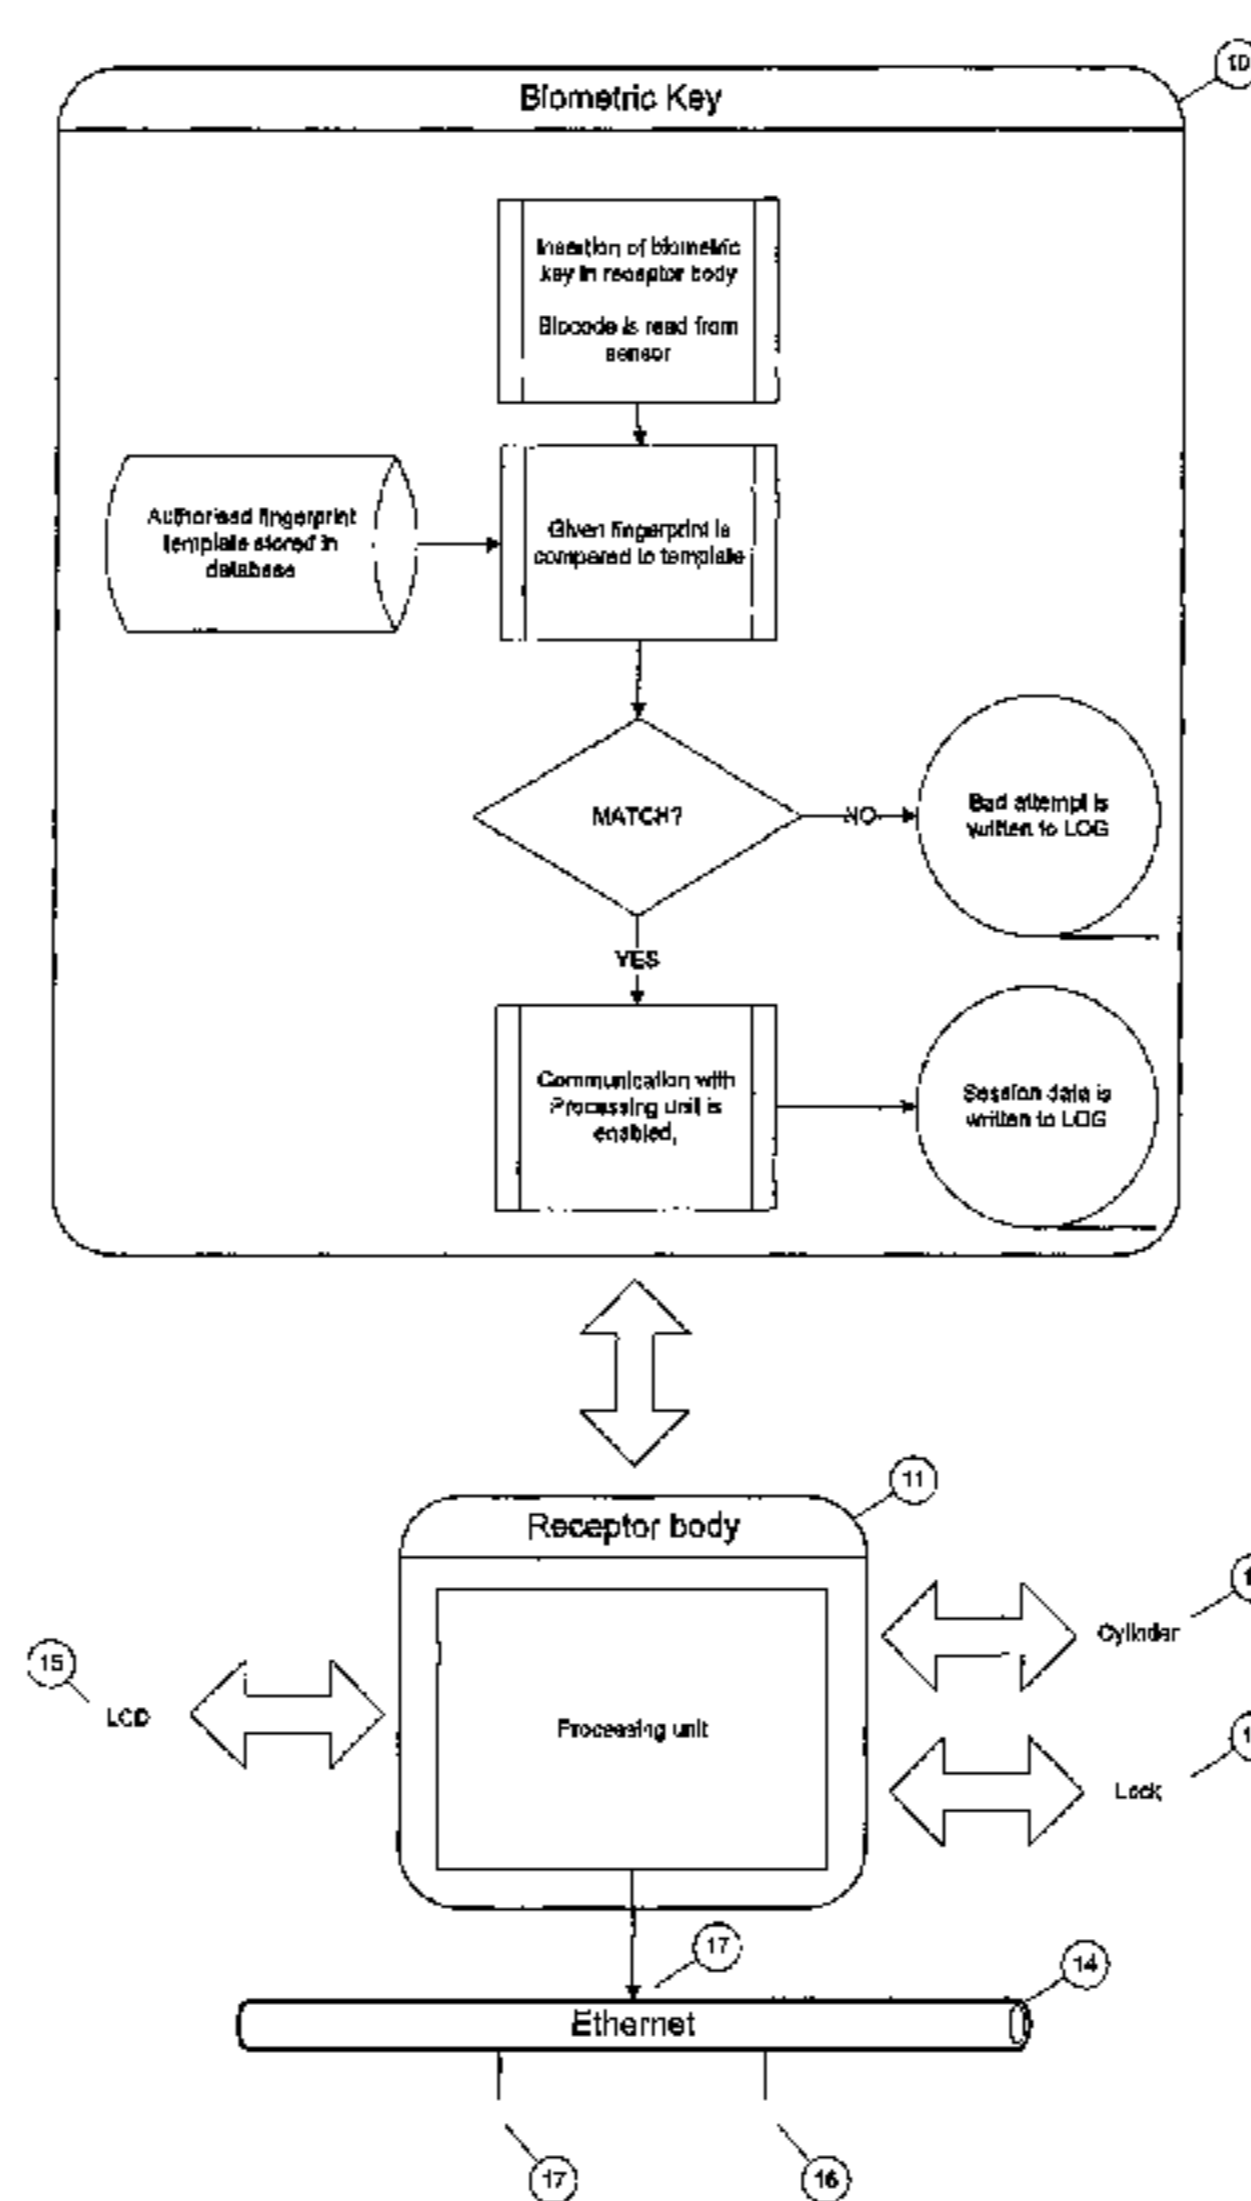 10
Biometric Key
Insertion of biometric
key in receptor body
Biocode is read from
sensor
Authorised fingerprint
template stored in
database
Given fingerprint is
compared to template
MATCH?
NO
Bad attempt is
written to LOG
YES
Communication with
Processing unit is
enabled,
Session data is
written to LOG
11
Receptor body
Cylinder
15
LCD
Processing unit
Lock
17
14
Ethernet
17
16